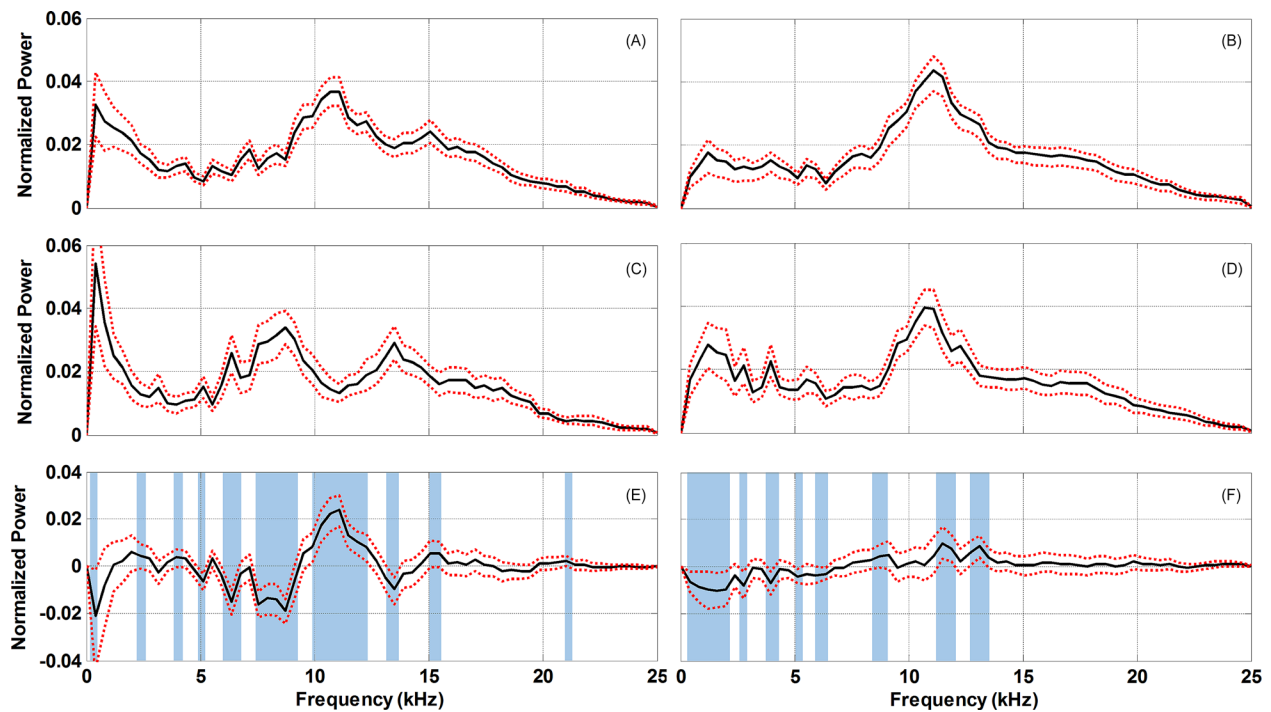 0.06
0.04
0.02
0
Normalized Power
(A)
(B)
0.06
0.04
0.02
0
Normalized Power
(C)
(D)
0.04
0.02
0
-0.02
-0.04
Normalized Power
(E)
(F)
0 5 10 15 20 25
Frequency (kHz)
0 5 10 15 20 25
Frequency (kHz)